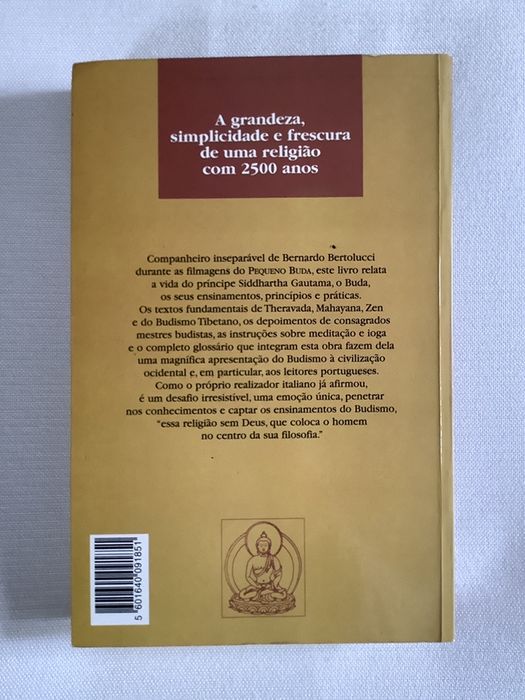 A grandeza,
simplicidade e frescura
de uma religião
com 2500 anos
Companheiro inseparável de Bernardo Bertolucci
durante as filmagens do PEQUENO BUDA, este livro relata
a vida do príncipe Siddhartha Gautama, o Buda,
os seus ensinamentos, princípios e práticas.
Os textos fundamentais de Theravada, Mahayana, Zen
e do Budismo Tibetano, os depoimentos de consagrados
mestres budistas, as instruções sobre meditação e ioga
e o completo glossário que integram esta obra fazem dela
uma magnífica apresentação do Budismo à civilização
ocidental e, em particular, aos leitores portugueses.
Como o próprio realizador italiano já afirmou,
é um desafio irresistível, uma emoção única, penetrar
nos conhecimentos e captar os ensinamentos do Budismo,
"essa religião sem Deus, que coloca o homem
no centro da sua filosofia."
5601640091851